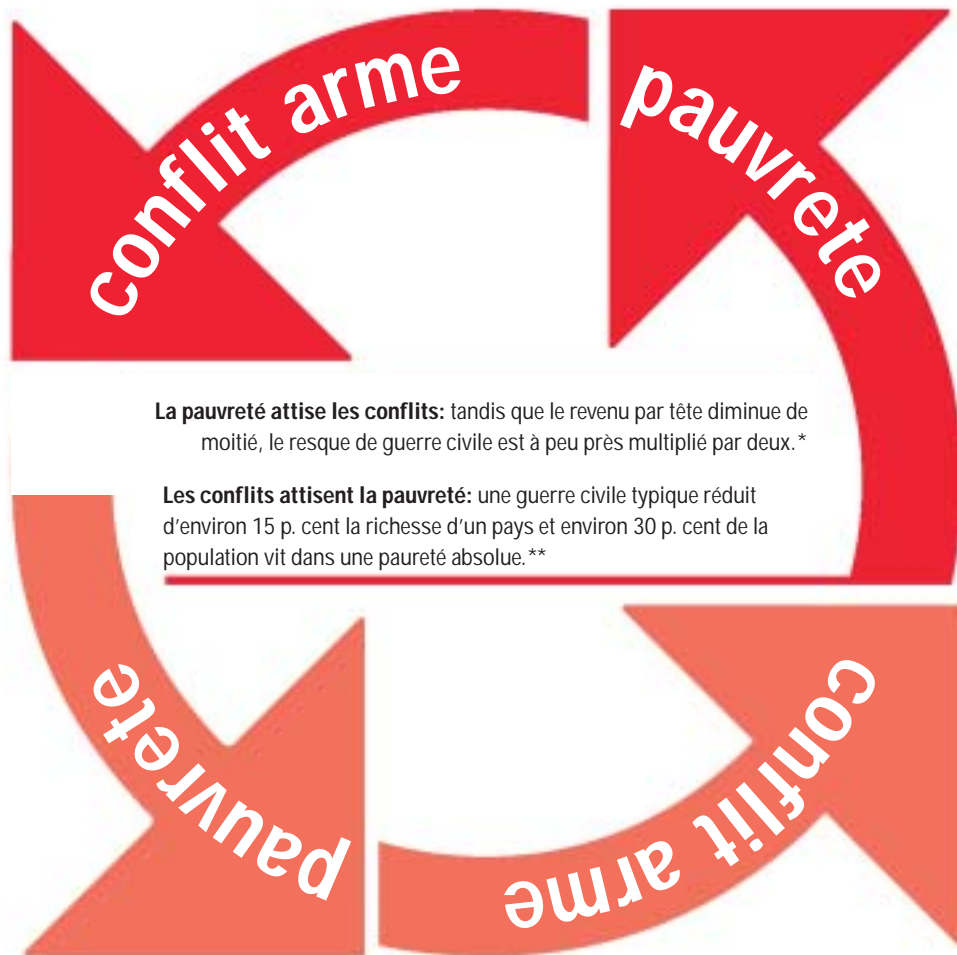 conflit arme
pauvrete
La pauvreté attise les conflits: tandis que le revenu par tête diminue de
moitié, le resque de guerre civile est à peu près multiplié par deux.*
Les conflits attisent la pauvreté: une guerre civile typique réduit
d'environ 15 p. cent la richesse d'un pays et environ 30 p. cent de la
population vit dans une paureté absolue.**
pauvrete
conflit arme